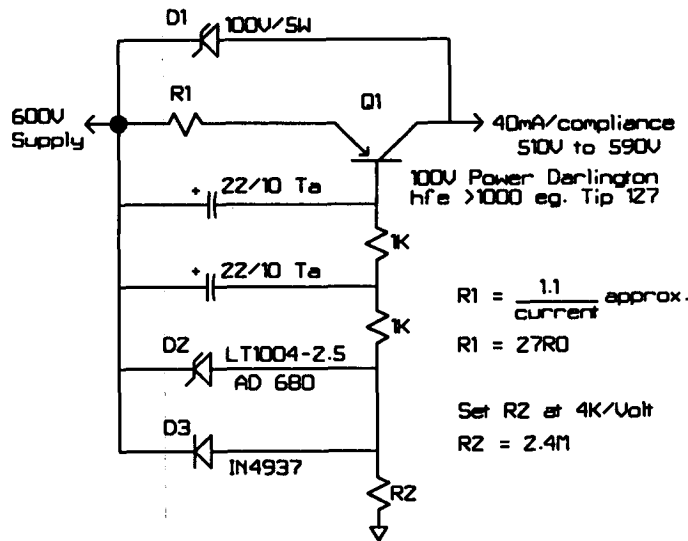 D1
100V/5W
R1
Q1
600V
Supply
40mA/compliance
510V to 590V
100V Power Darlington
hfe >1000 eg. Tip 127
+ 22/10 Ta
1K
+ 22/10 Ta
1K
R1 = 1.1
current approx.
R1 = 27R0
D2
LT1004-2.5
AD 680
Set R2 at 4K/Volt
R2 = 2.4M
D3
IN4937
R2